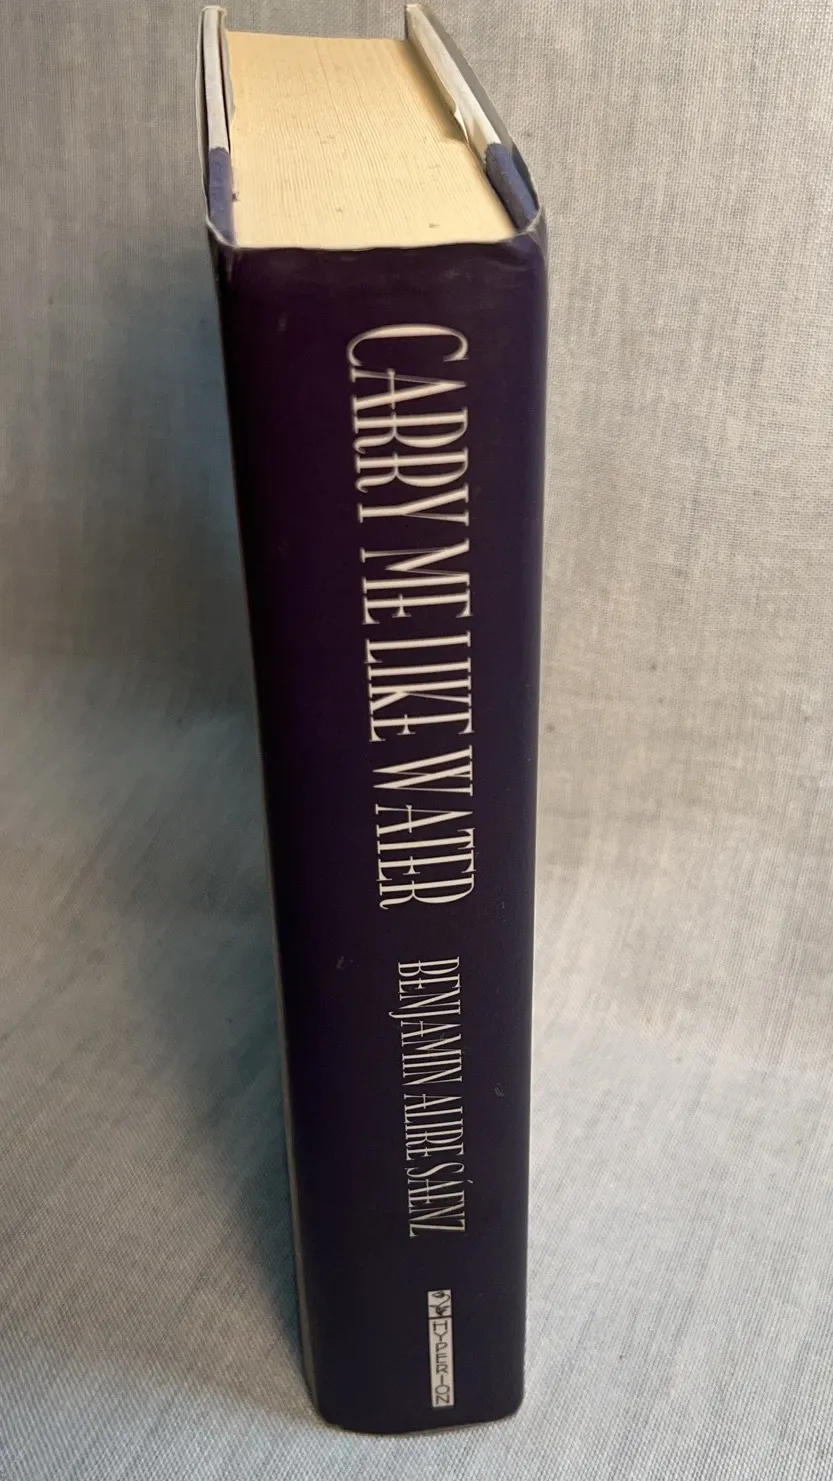 CARRY ME LIKE WATER
BENJAMIN ALIRE SÁENZ
HYPERION